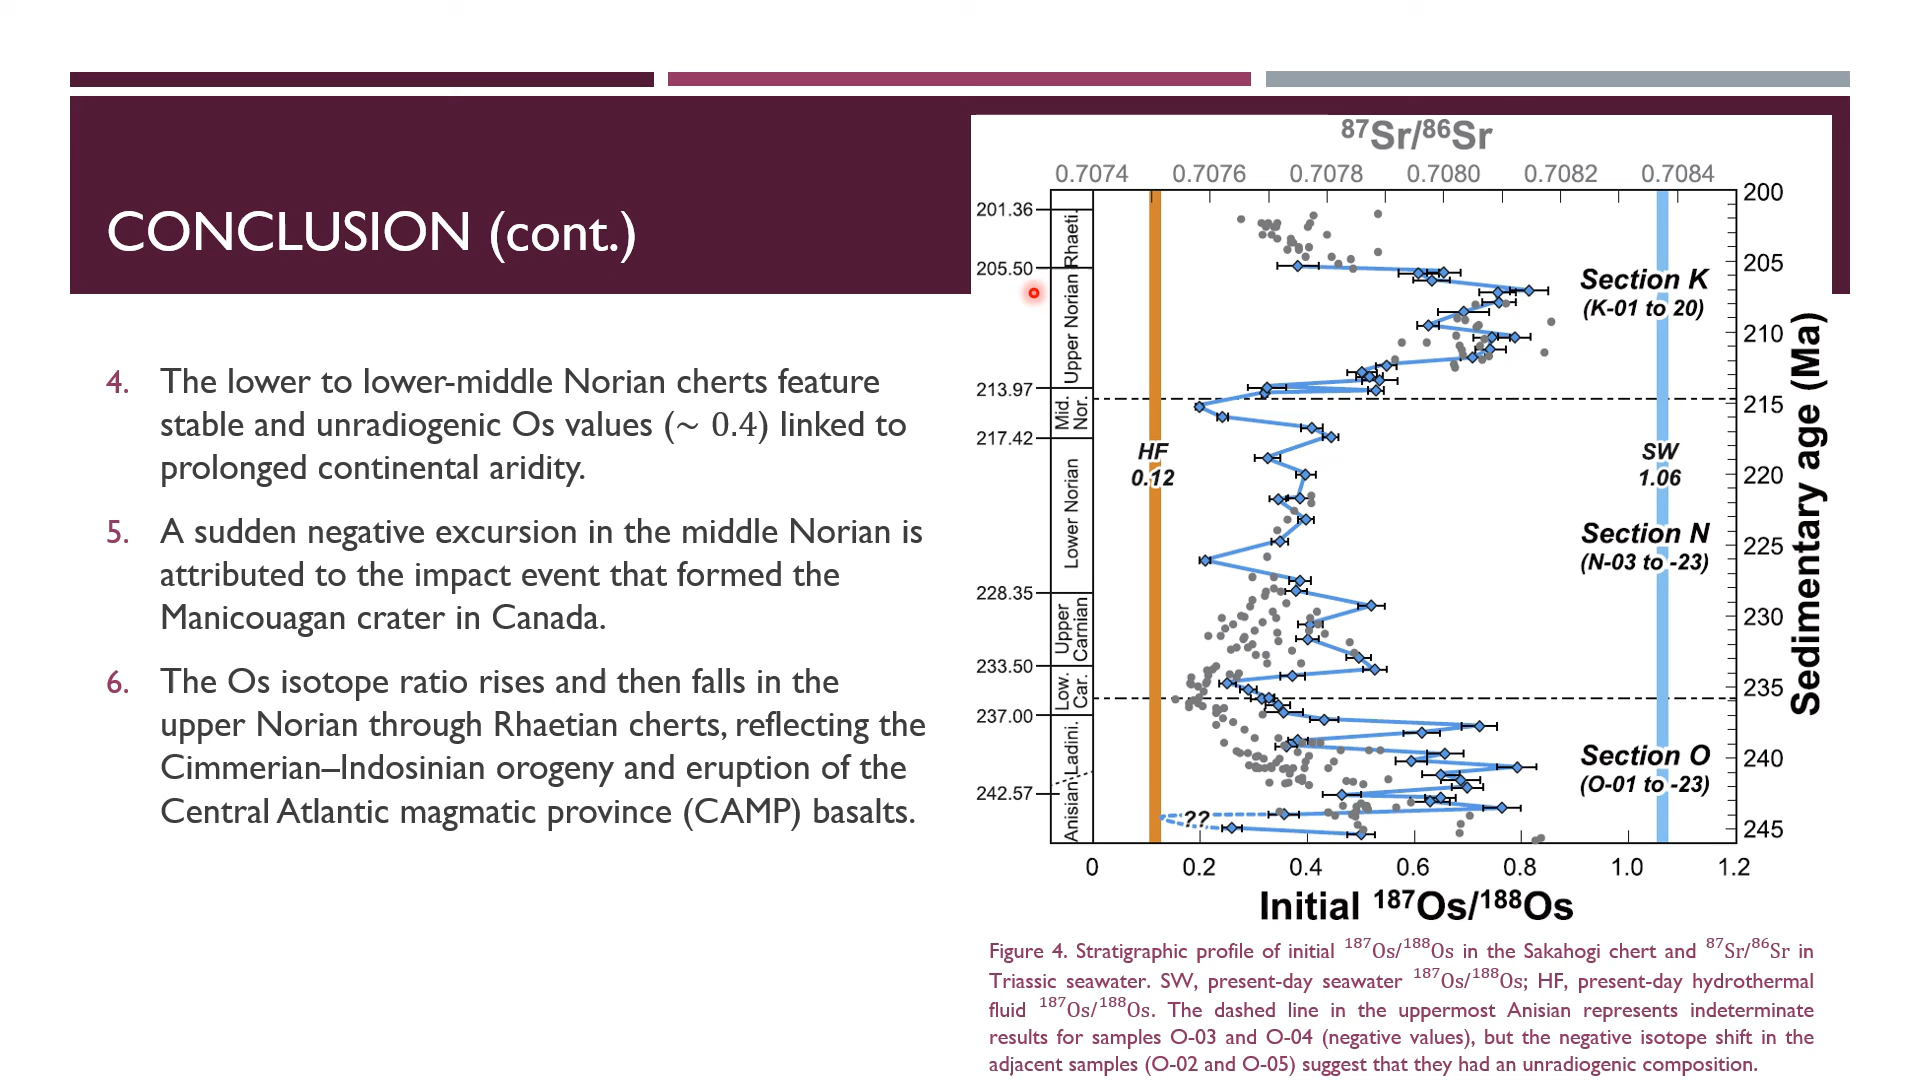 CONCLUSION (cont.)
4. The lower to lower-middle Norian cherts feature
stable and unradiogenic Os values (~ 0.4) linked to
prolonged continental aridity.
5. A sudden negative excursion in the middle Norian is
attributed to the impact event that formed the
Manicouagan crater in Canada.
6. The Os isotope ratio rises and then falls in the
upper Norian through Rhaetian cherts, reflecting the
Cimmerian–Indosinian orogeny and eruption of the
Central Atlantic magmatic province (CAMP) basalts.
⁸⁷Sr/⁸⁶Sr
0.7074 0.7076 0.7078 0.7080 0.7082 0.7084
201.36
205.50
213.97
217.42
228.35
233.50
237.00
242.57
Rhaeti.
Upper Norian
Mid.
Nor.
Lower Norian
Upper
Carnian
Low.
Car.
Ladini.
Anisian
HF
0.12
SW
1.06
??
Section K
(K-01 to 20)
Section N
(N-03 to -23)
Section O
(O-01 to -23)
200
205
210
215
220
225
230
235
240
245
Sedimentary age (Ma)
0 0.2 0.4 0.6 0.8 1.0 1.2
Initial ¹⁸⁷Os/¹⁸⁸Os
Figure 4. Stratigraphic profile of initial ¹⁸⁷Os/¹⁸⁸Os in the Sakahogi chert and ⁸⁷Sr/⁸⁶Sr in
Triassic seawater. SW, present-day seawater ¹⁸⁷Os/¹⁸⁸Os; HF, present-day hydrothermal
fluid ¹⁸⁷Os/¹⁸⁸Os. The dashed line in the uppermost Anisian represents indeterminate
results for samples O-03 and O-04 (negative values), but the negative isotope shift in the
adjacent samples (O-02 and O-05) suggest that they had an unradiogenic composition.